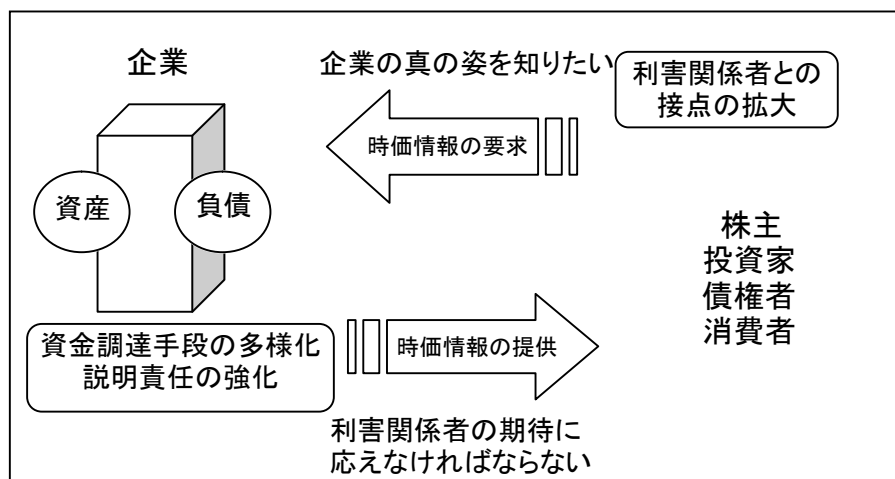 企業
企業の真の姿を知りたい
利害関係者との
接点の拡大
時価情報の要求
資産
負債
株主
投資家
債権者
消費者
資金調達手段の多様化
説明責任の強化
時価情報の提供
利害関係者の期待に
応えなければならない